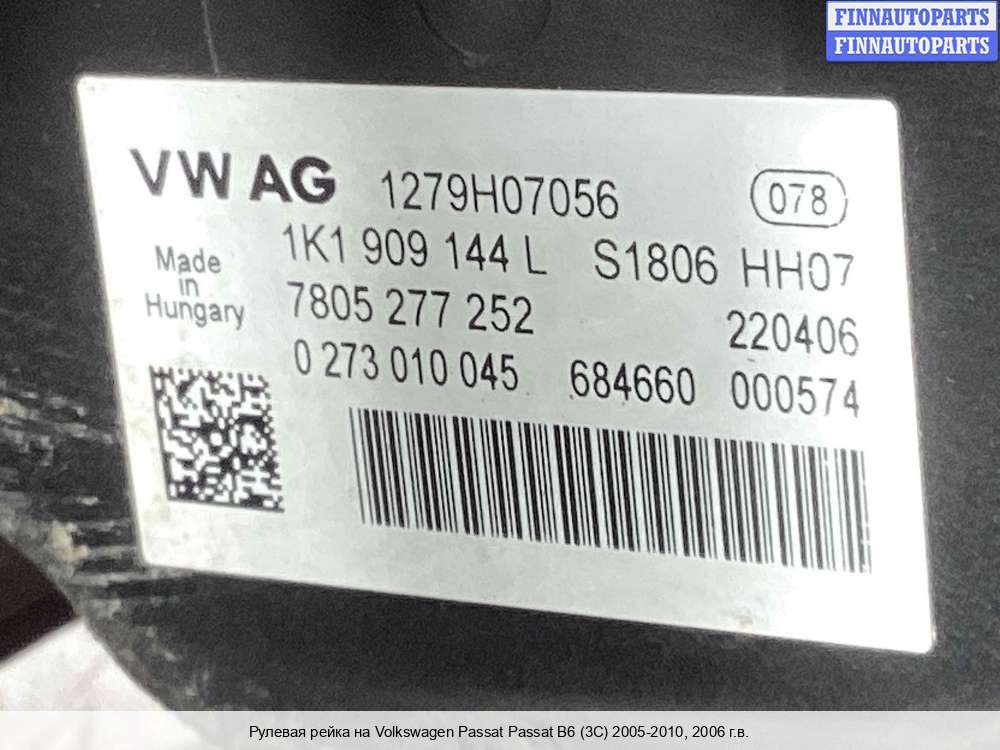 FINNAUTOPARTS
FINNAUTOPARTS
VW AG 1279H07056 078
1K1 909 144 L S1806 HH07
Made
in
Hungary
7805 277 252 220406
0 273 010 045 684660 000574
Рулевая рейка на Volkswagen Passat Passat B6 (3C) 2005-2010, 2006 г.в.